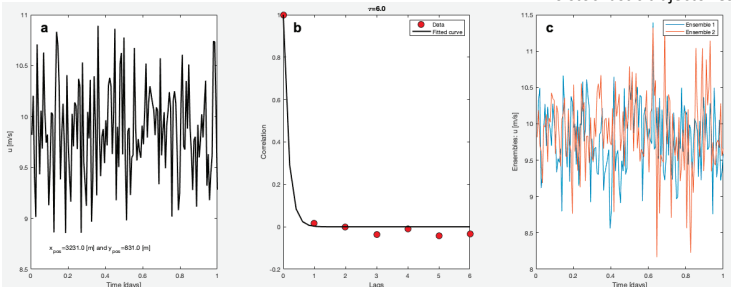 τ=6.0
a
11
10.5
10
9.5
9
8.5
u [m/s]
x_pos=3231.0 [m] and y_pos=831.0 [m]
0 0.2 0.4 0.6 0.8 1
Time [days]
b
Data
Fitted curve
1
0.8
0.6
0.4
0.2
0
-0.2
Correlation
0 1 2 3 4 5 6
Lags
c
Ensemble 1
Ensemble 2
11.5
11
10.5
10
9.5
9
8.5
8
Ensembles: u [m/s]
0 0.2 0.4 0.6 0.8 1
Time [days]